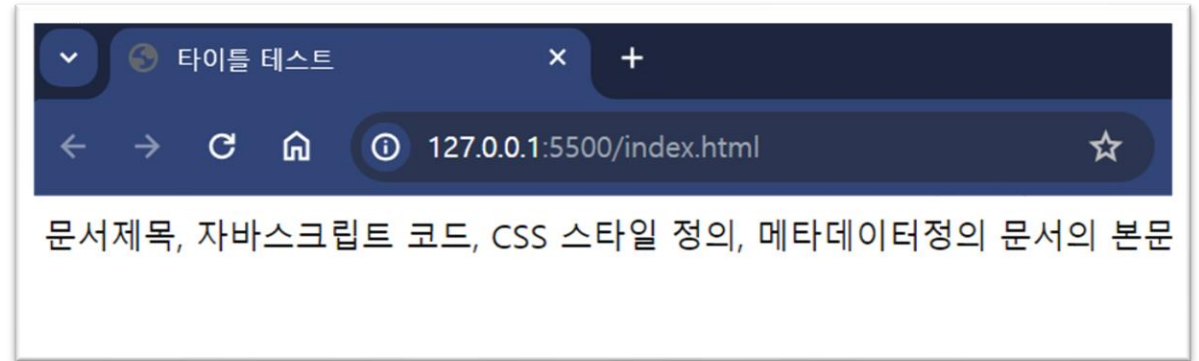 타이틀 테스트
127.0.0.1:5500/index.html
문서제목, 자바스크립트 코드, CSS 스타일 정의, 메타데이터정의 문서의 본문